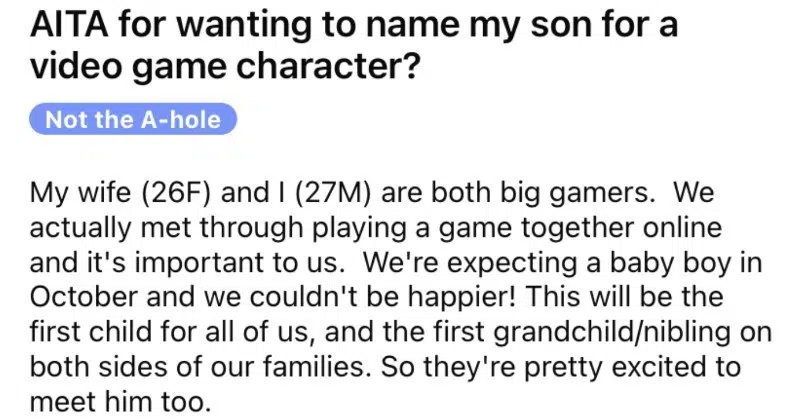 AITA for wanting to name my son for a
video game character?
Not the A-hole
My wife (26F) and I (27M) are both big gamers.  We
actually met through playing a game together online
and it's important to us.  We're expecting a baby boy in
October and we couldn't be happier! This will be the
first child for all of us, and the first grandchild/nibling on
both sides of our families. So they're pretty excited to
meet him too.